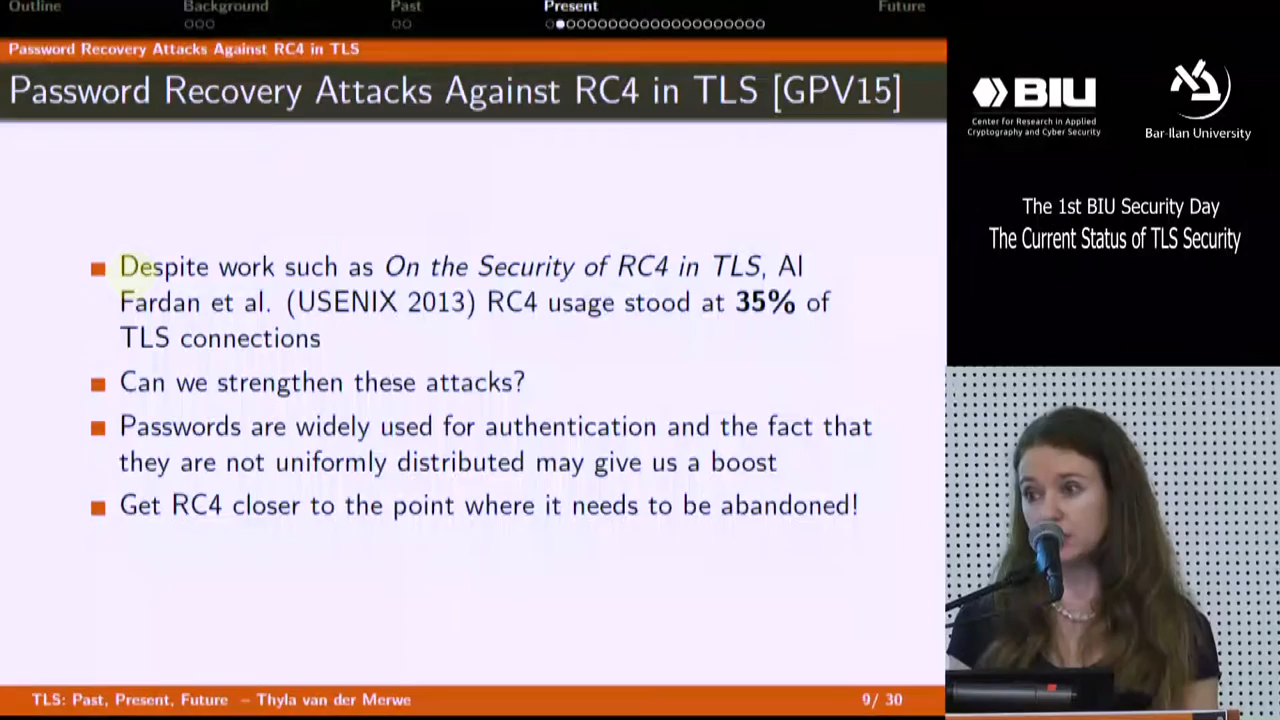 Outline
Background
Past
Present
Future
Password Recovery Attacks Against RC4 in TLS
Password Recovery Attacks Against RC4 in TLS [GPV15]
Despite work such as On the Security of RC4 in TLS, Al
Fardan et al. (USENIX 2013) RC4 usage stood at 35% of
TLS connections
Can we strengthen these attacks?
Passwords are widely used for authentication and the fact that
they are not uniformly distributed may give us a boost
Get RC4 closer to the point where it needs to be abandoned!
TLS: Past, Present, Future – Thyla van der Merwe
9/ 30
BIU
Center for Research in Applied
Cryptography and Cyber Security
Bar-Ilan University
The 1st BIU Security Day
The Current Status of TLS Security